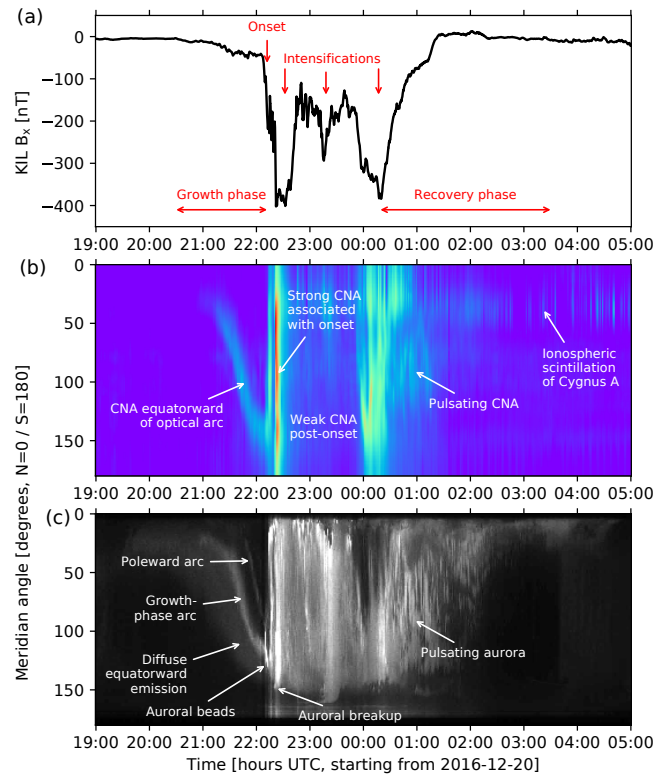 (a)
Onset
Intensifications
Growth phase
Recovery phase
KIL Bx [nT]
0
−100
−200
−300
−400
19:00 20:00 21:00 22:00 23:00 00:00 01:00 02:00 03:00 04:00 05:00
(b)
Strong CNA
associated
with onset
Ionospheric
scintillation
of Cygnus A
CNA equatorward
of optical arc
Weak CNA
post-onset
Pulsating CNA
0
50
100
150
19:00 20:00 21:00 22:00 23:00 00:00 01:00 02:00 03:00 04:00 05:00
Meridian angle [degrees, N=0 / S=180]
(c)
Poleward arc
Growth-
phase arc
Diffuse
equatorward
emission
Auroral beads
Auroral breakup
Pulsating aurora
0
50
100
150
19:00 20:00 21:00 22:00 23:00 00:00 01:00 02:00 03:00 04:00 05:00
Time [hours UTC, starting from 2016-12-20]